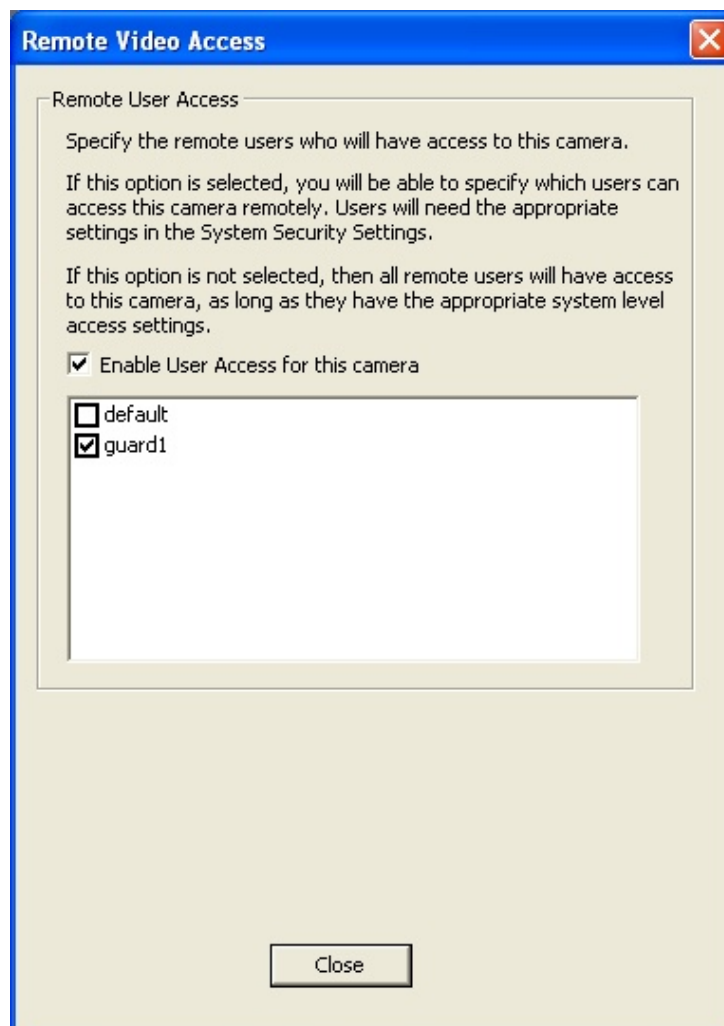 Remote Video Access
Remote User Access
Specify the remote users who will have access to this camera.
If this option is selected, you will be able to specify which users can
access this camera remotely. Users will need the appropriate
settings in the System Security Settings.
If this option is not selected, then all remote users will have access
to this camera, as long as they have the appropriate system level
access settings.
Enable User Access for this camera
default
guard1
Close